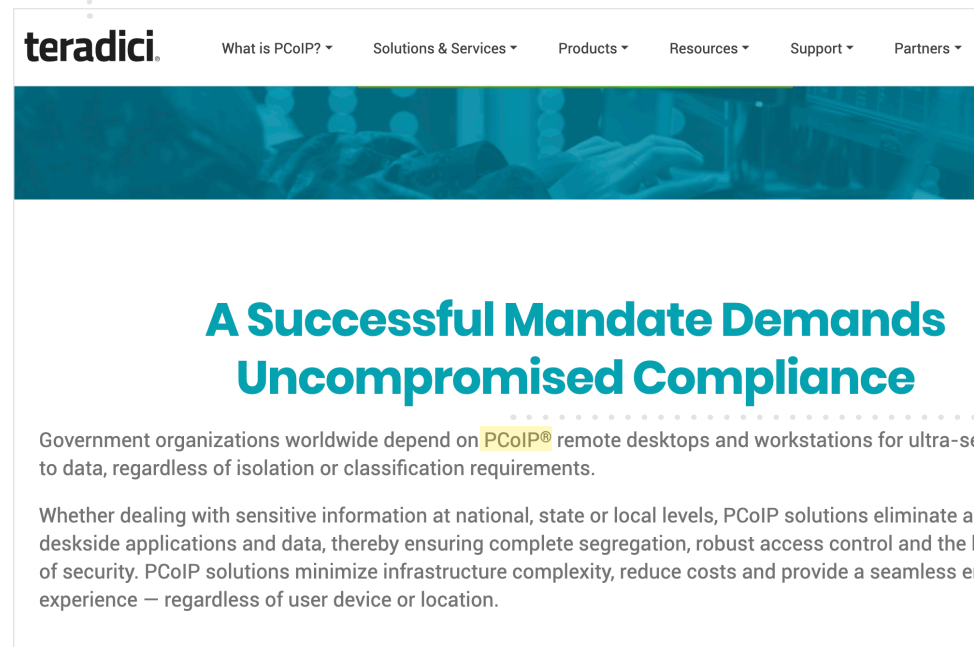 teradici®
What is PCoIP? Solutions & Services Products Resources Support Partners
A Successful Mandate Demands
Uncompromised Compliance
Government organizations worldwide depend on PCoIP® remote desktops and workstations for ultra-se
to data, regardless of isolation or classification requirements.
Whether dealing with sensitive information at national, state or local levels, PCoIP solutions eliminate a
deskside applications and data, thereby ensuring complete segregation, robust access control and the
of security. PCoIP solutions minimize infrastructure complexity, reduce costs and provide a seamless e
experience — regardless of user device or location.